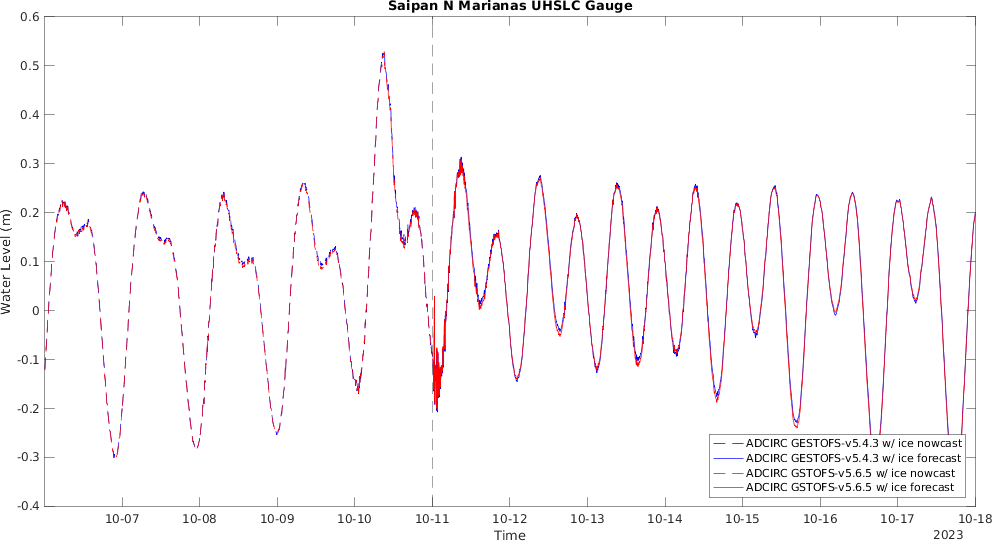 Saipan N Marianas UHSLC Gauge
0.6
0.5
0.4
0.3
0.2
0.1
0
-0.1
-0.2
-0.3
-0.4
Water Level (m)
ADCIRC GESTOFS-v5.4.3 w/ ice nowcast
ADCIRC GESTOFS-v5.4.3 w/ ice forecast
ADCIRC GSTOFS-v5.6.5 w/ ice nowcast
ADCIRC GSTOFS-v5.6.5 w/ ice forecast
10-07 10-08 10-09 10-10 10-11 10-12 10-13 10-14 10-15 10-16 10-17 10-18
Time
2023